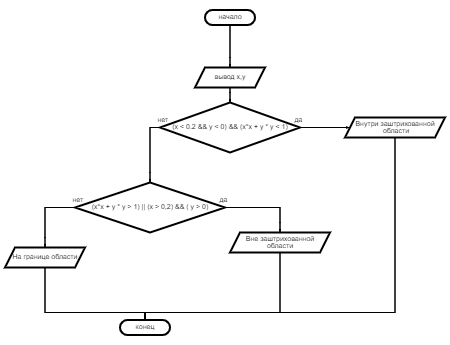 начало
вывод x,y
нет
(x < 0.2 && y < 0) && (x*x + y * y < 1)
да
Внутри заштрихованной
области
нет
(x*x + y * y > 1) || (x > 0,2) && ( y > 0)
да
Вне заштрихованной
области
На границе области
конец